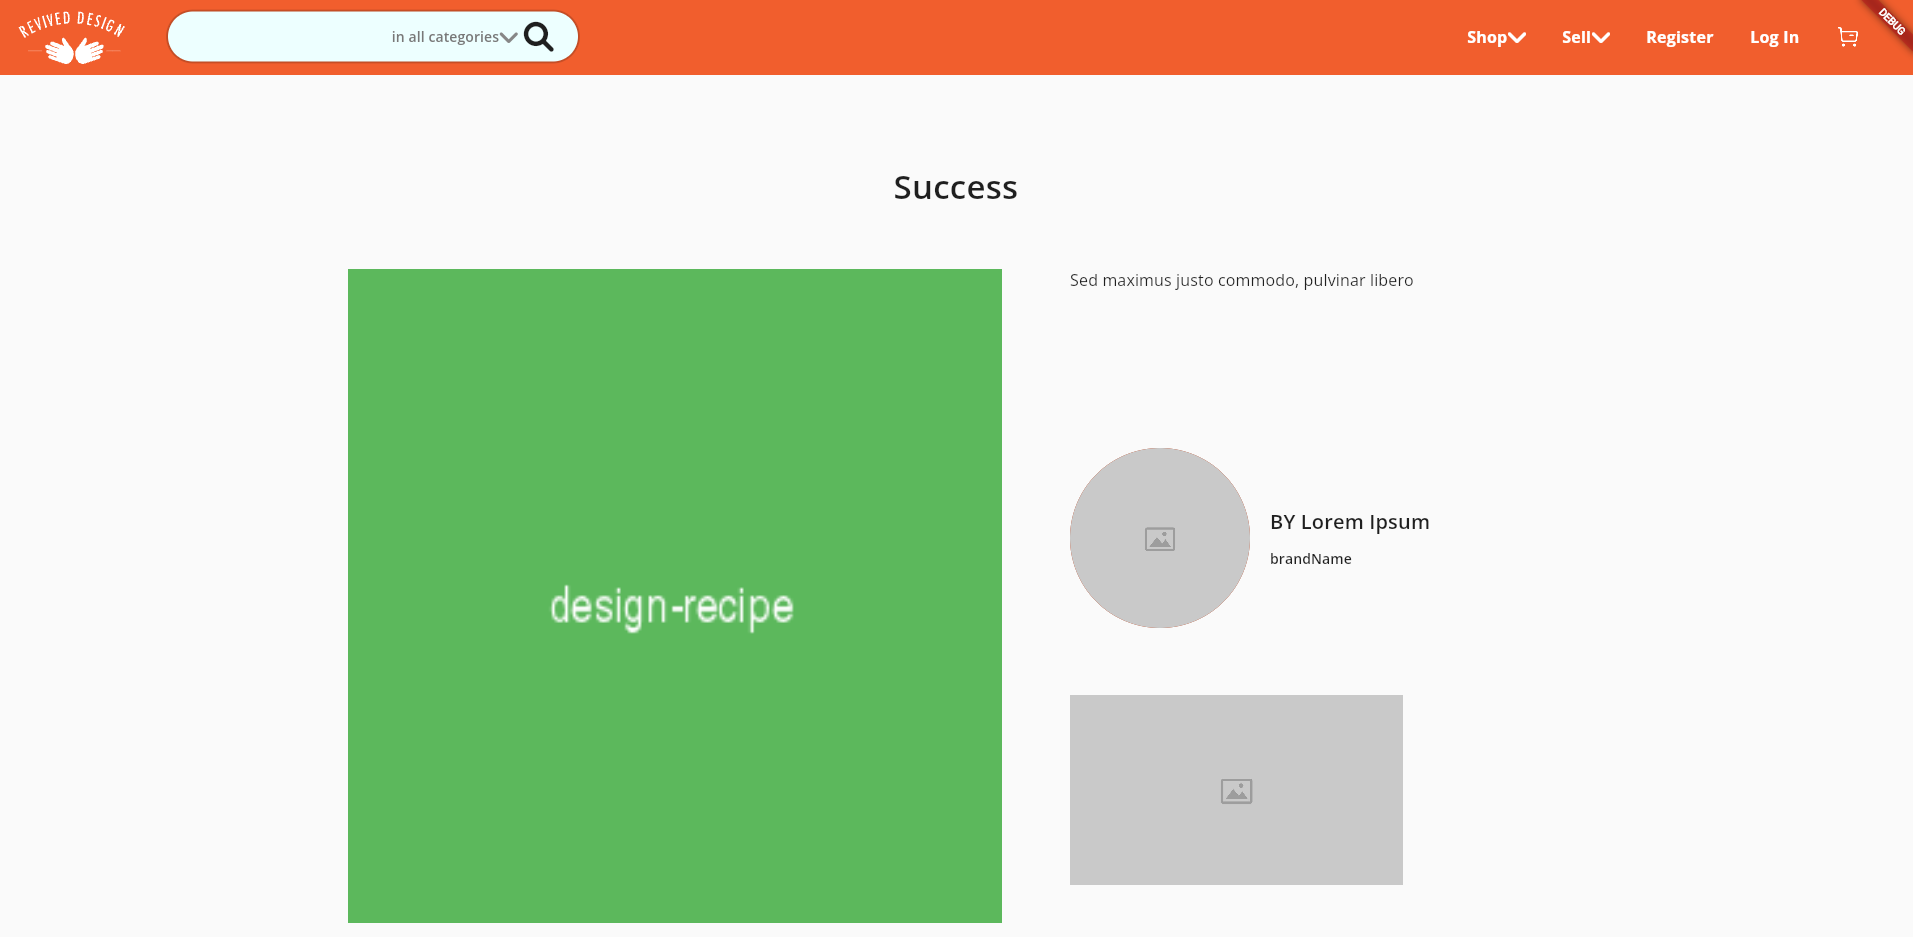 REVIVED DESIGN
in all categories
Shop
Sell
Register
Log In
DEBUG
Success
design-recipe
Sed maximus justo commodo, pulvinar libero
BY Lorem Ipsum
brandName